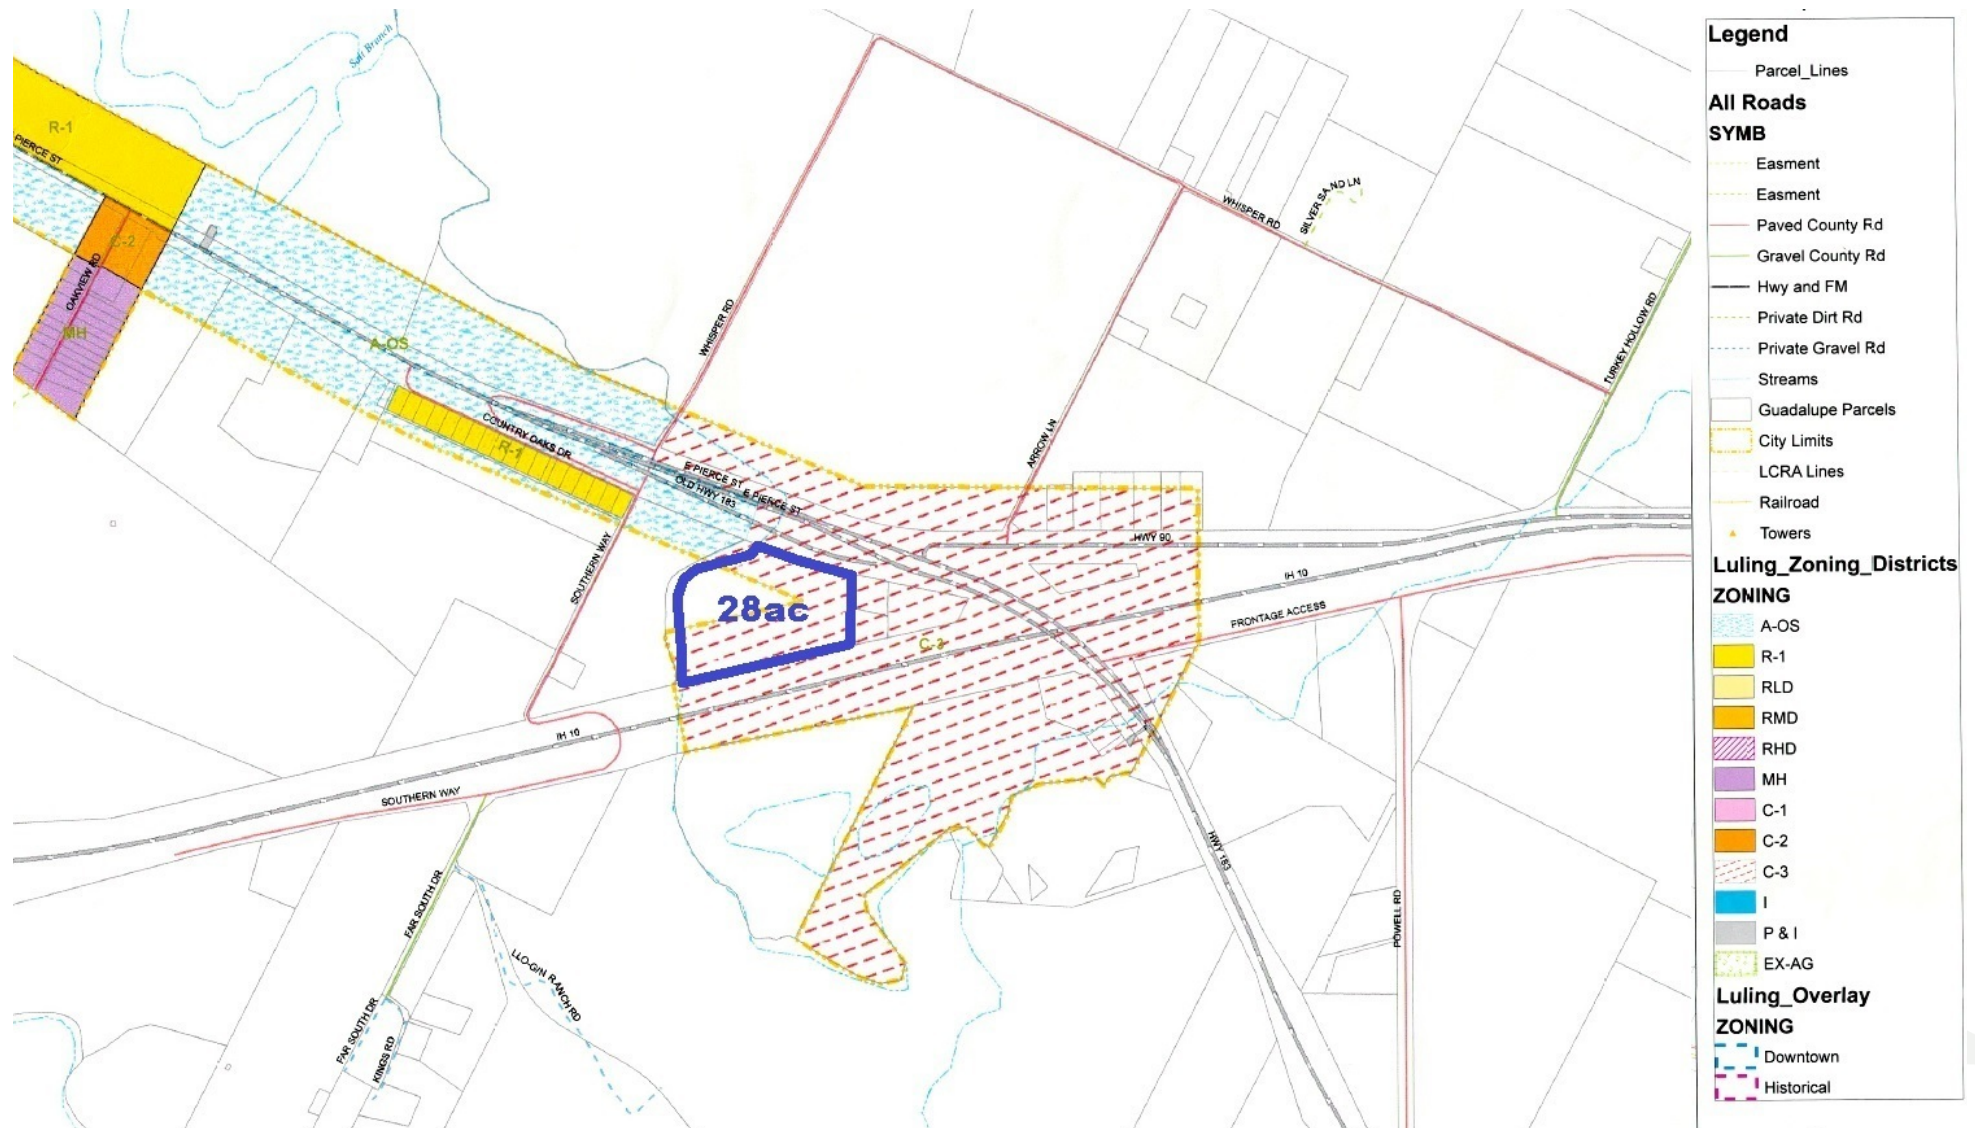 Salt Branch
R-1
PIERCE ST
C-2
OAKVIEW RD
MH
A-OS
COUNTRY OAKS DR
R-1
WHISPER RD
WHISPER RD
SILVER SAND LN
TURKEY HOLLOW RD
ARROW LN
E PIERCE ST
E PIERCE ST
OLD HWY 183
HWY 90
SOUTHERN WAY
28ac
C-3
IH 10
FRONTAGE ACCESS
IH 10
SOUTHERN WAY
HWY 183
POWELL RD
FAR SOUTH DR
LLO-GIN RANCH RD
FAR SOUTH DR
KINGS RD
Legend
Parcel_Lines
All Roads
SYMB
Easment
Easment
Paved County Rd
Gravel County Rd
Hwy and FM
Private Dirt Rd
Private Gravel Rd
Streams
Guadalupe Parcels
City Limits
LCRA Lines
Railroad
Towers
Luling_Zoning_Districts
ZONING
A-OS
R-1
RLD
RMD
RHD
MH
C-1
C-2
C-3
I
P & I
EX-AG
Luling_Overlay
ZONING
Downtown
Historical